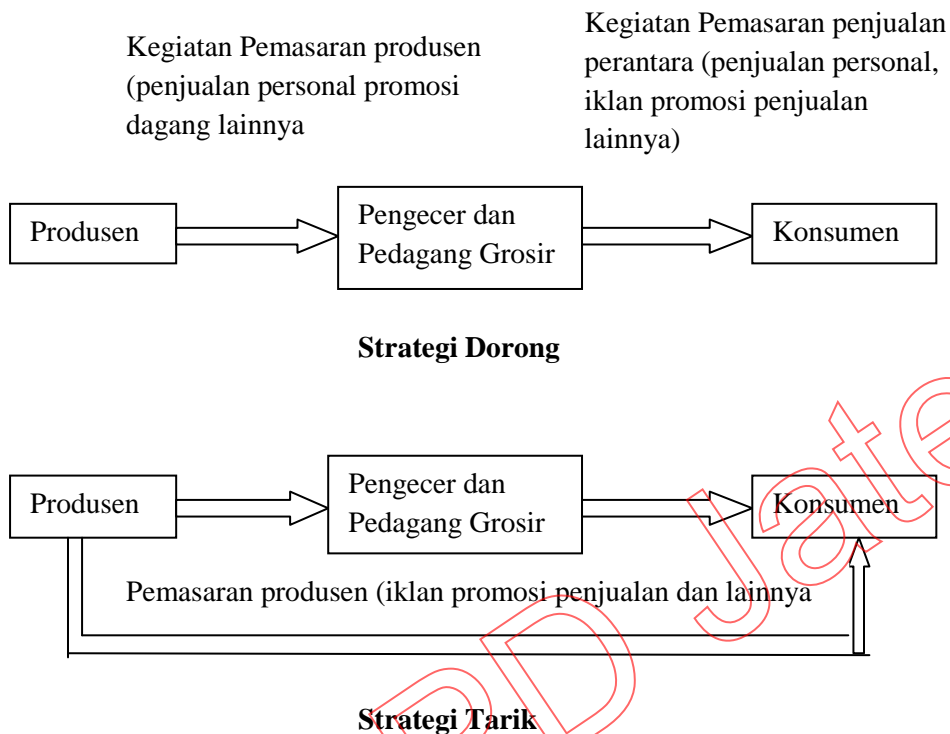 Kegiatan Pemasaran produsen
(penjualan personal promosi
dagang lainnya
Kegiatan Pemasaran penjualan
perantara (penjualan personal,
iklan promosi penjualan
lainnya)
Produsen
Pengecer dan
Pedagang Grosir
Konsumen
Strategi Dorong
Produsen
Pengecer dan
Pedagang Grosir
Konsumen
Pemasaran produsen (iklan promosi penjualan dan lainnya
Strategi Tarik